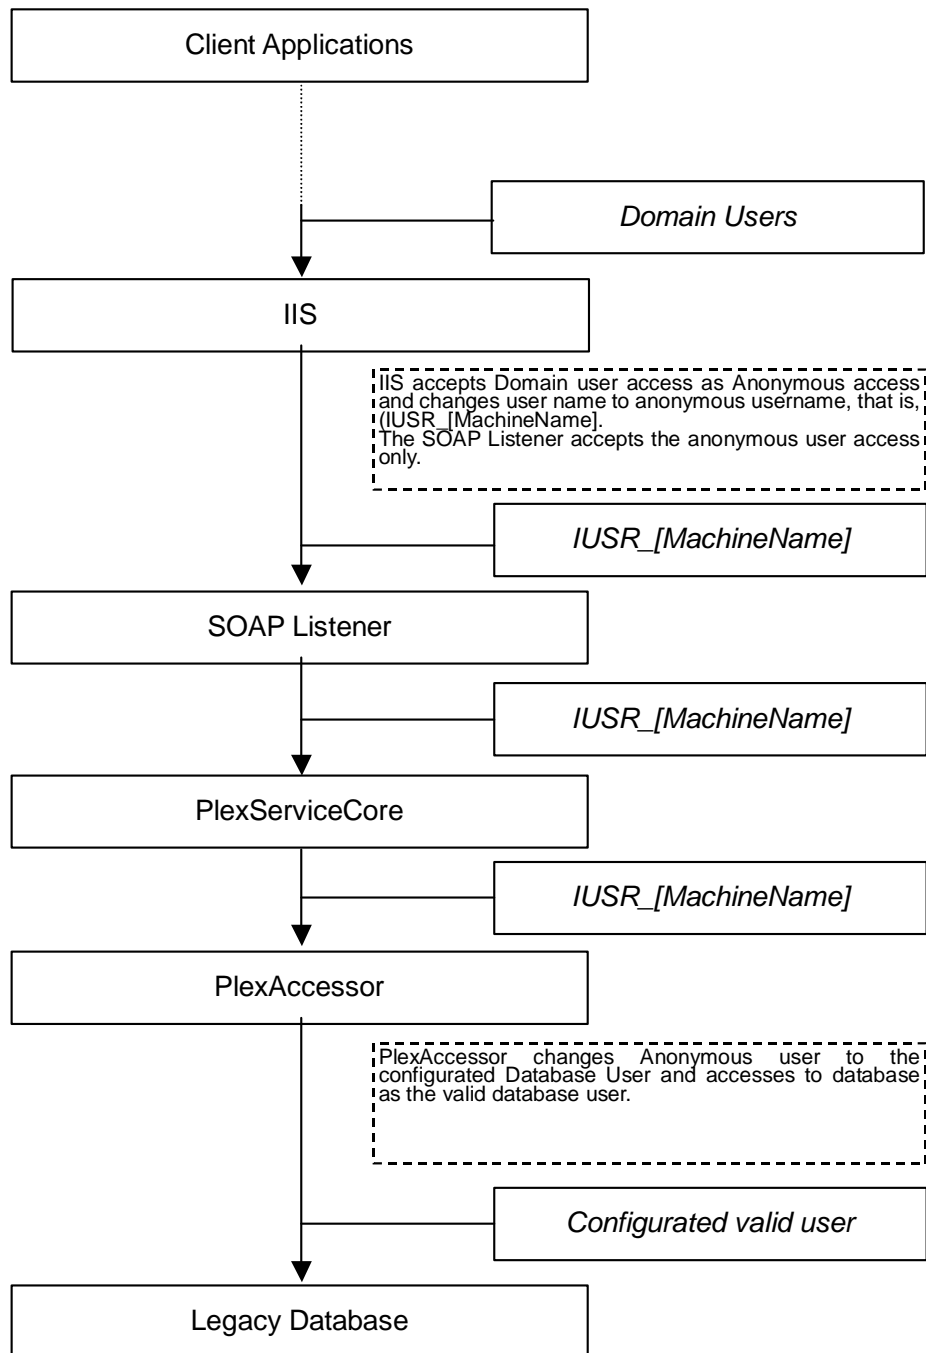 Client Applications
Domain Users
IIS
IIS accepts Domain user access as Anonymous access
and changes user name to anonymous username, that is,
(IUSR_[MachineName].
The SOAP Listener accepts the anonymous user access
only.
IUSR_[MachineName]
SOAP Listener
IUSR_[MachineName]
PlexServiceCore
IUSR_[MachineName]
PlexAccessor
PlexAccessor changes Anonymous user to the
configurated Database User and accesses to database
as the valid database user.
Configurated valid user
Legacy Database